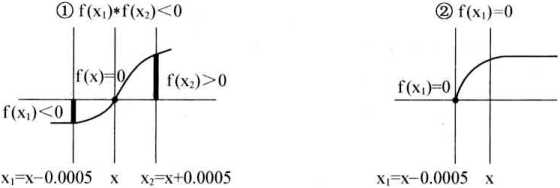 ① f(x₁)*f(x₂)<0
f(x)=0
f(x₂)>0
f(x₁)<0
x₁=x-0.0005 x x₂=x+0.0005
② f(x₁)=0
f(x₁)=0
x₁=x-0.0005 x